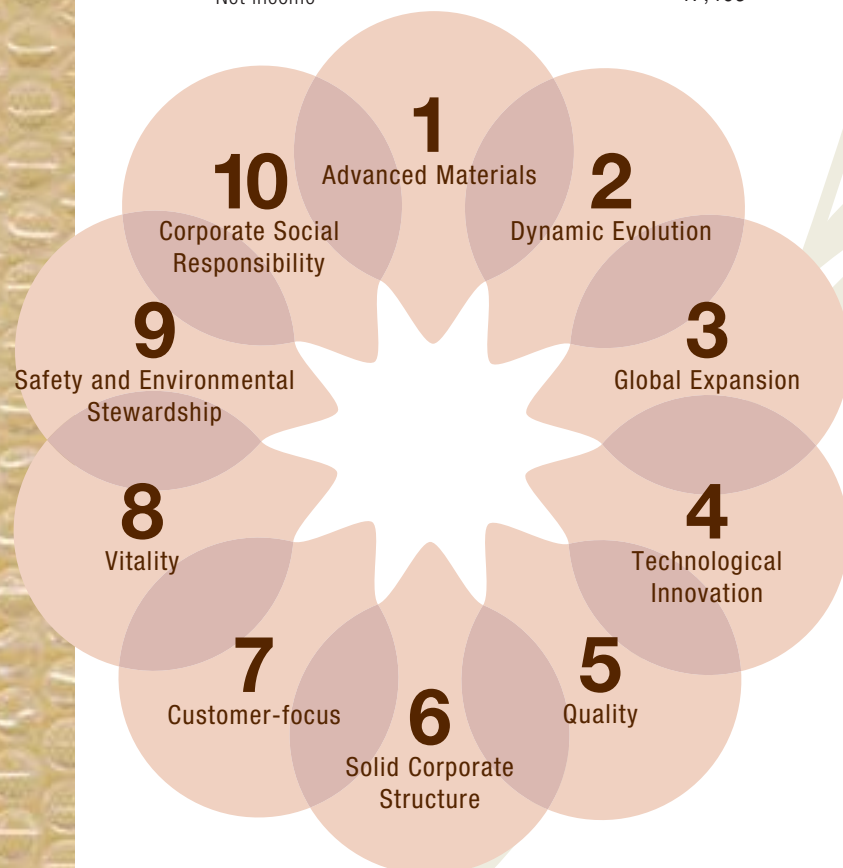 1
Advanced Materials
2
Dynamic Evolution
3
Global Expansion
4
Technological
Innovation
5
Quality
6
Solid Corporate
Structure
7
Customer-focus
8
Vitality
9
Safety and Environmental
Stewardship
10
Corporate Social
Responsibility